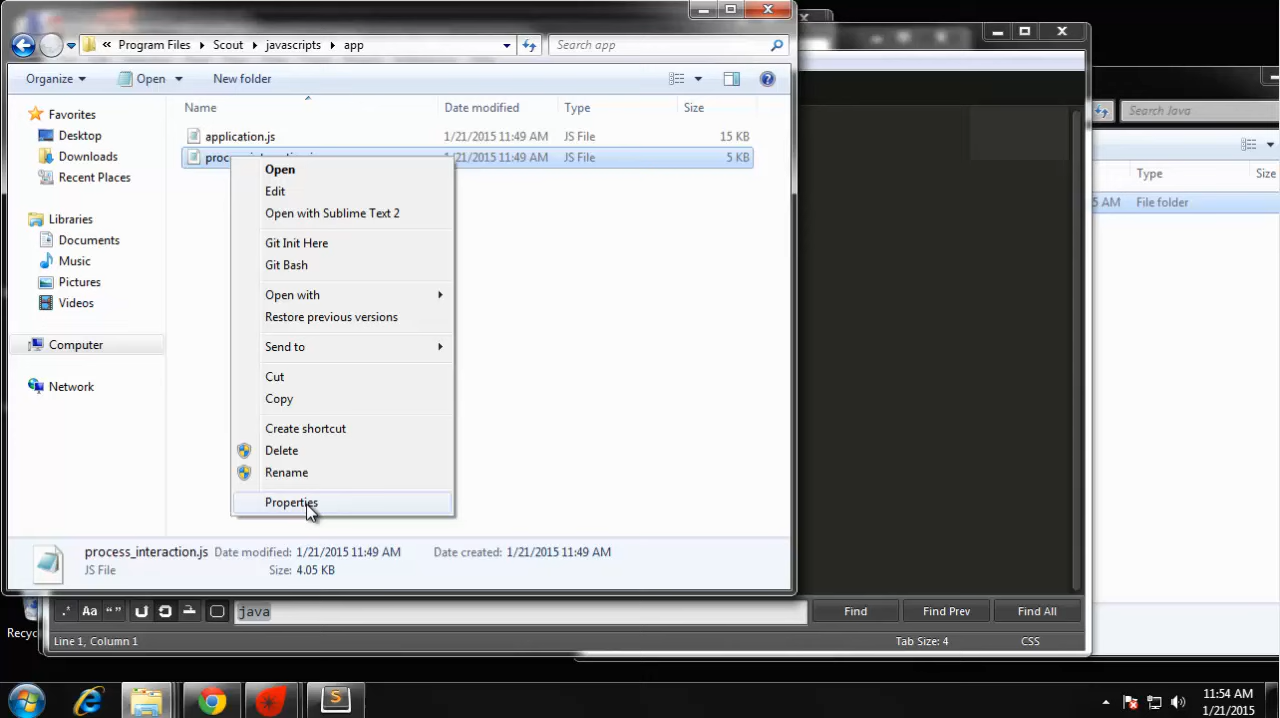 « Program Files Scout javascripts app
Search app
Organize Open New folder
Name Date modified Type Size
application.js 1/21/2015 11:49 AM JS File 15 KB
1/21/2015 11:49 AM JS File 5 KB
Favorites
Desktop
Downloads
Recent Places
Libraries
Documents
Music
Pictures
Videos
Computer
Network
Open
Edit
Open with Sublime Text 2
Git Init Here
Git Bash
Open with
Restore previous versions
Send to
Cut
Copy
Create shortcut
Delete
Rename
Properties
process_interaction.js Date modified: 1/21/2015 11:49 AM Date created: 1/21/2015 11:49 AM
JS File Size: 4.05 KB
Search Java
Type Size
AM File folder
.* Aa “ ” java Find Find Prev Find All
Line 1, Column 1 Tab Size: 4 CSS
11:54 AM
1/21/2015